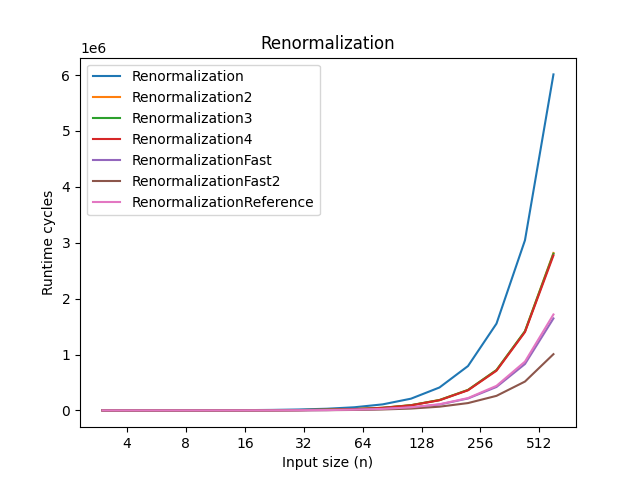 Renormalization
1e6
Renormalization
Renormalization2
Renormalization3
Renormalization4
RenormalizationFast
RenormalizationFast2
RenormalizationReference
6
5
4
3
2
1
0
Runtime cycles
4 8 16 32 64 128 256 512
Input size (n)